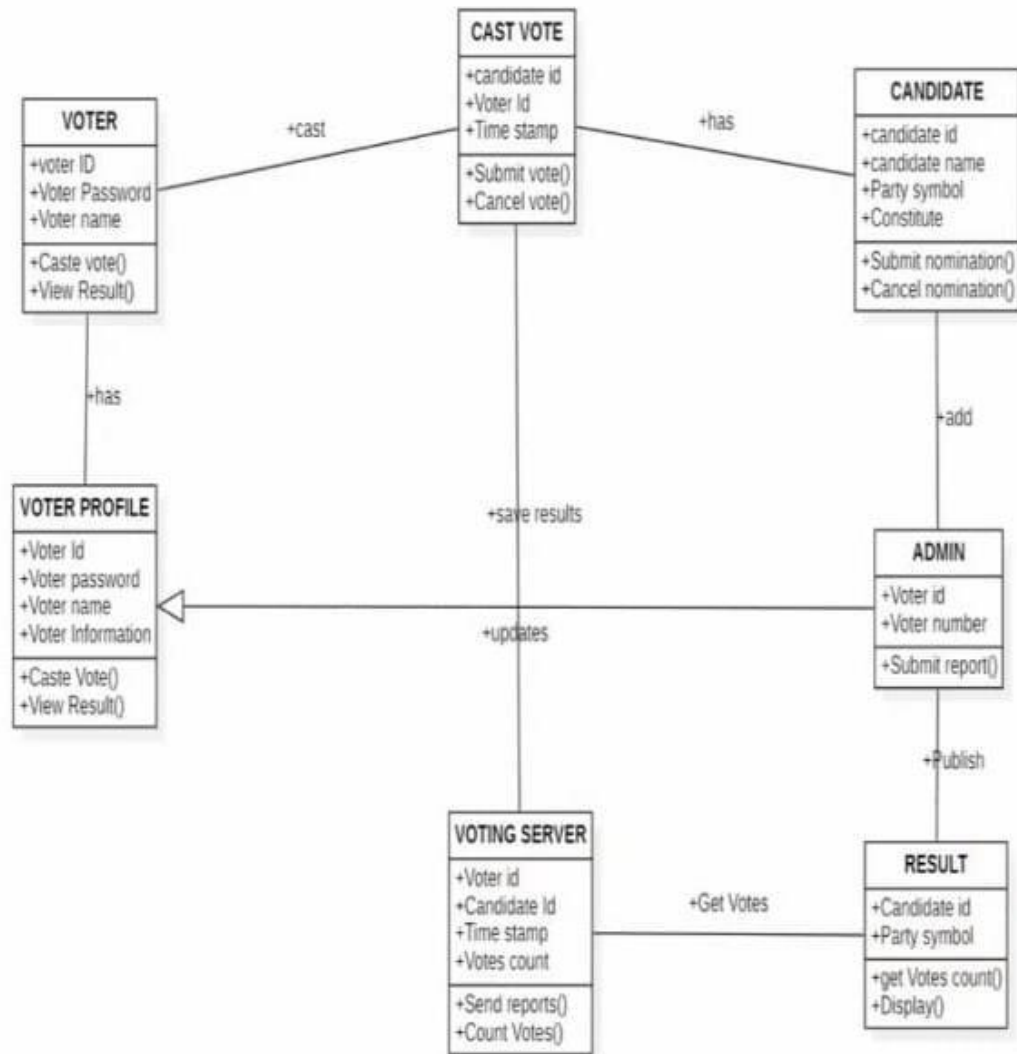 CAST VOTE
+candidate id
+Voter Id
+Time stamp
+Submit vote()
+Cancel vote()
CANDIDATE
+candidate id
+candidate name
+Party symbol
+Constitute
+Submit nomination()
+Cancel nomination()
VOTER
+voter ID
+Voter Password
+Voter name
+Caste vote()
+View Result()
+cast
+has
+has
+add
VOTER PROFILE
+Voter Id
+Voter password
+Voter name
+Voter Information
+Caste Vote()
+View Result()
+save results
+updates
ADMIN
+Voter id
+Voter number
+Submit report()
+Publish
VOTING SERVER
+Voter id
+Candidate Id
+Time stamp
+Votes count
+Send reports()
+Count Votes()
+Get Votes
RESULT
+Candidate id
+Party symbol
+get Votes count()
+Display()